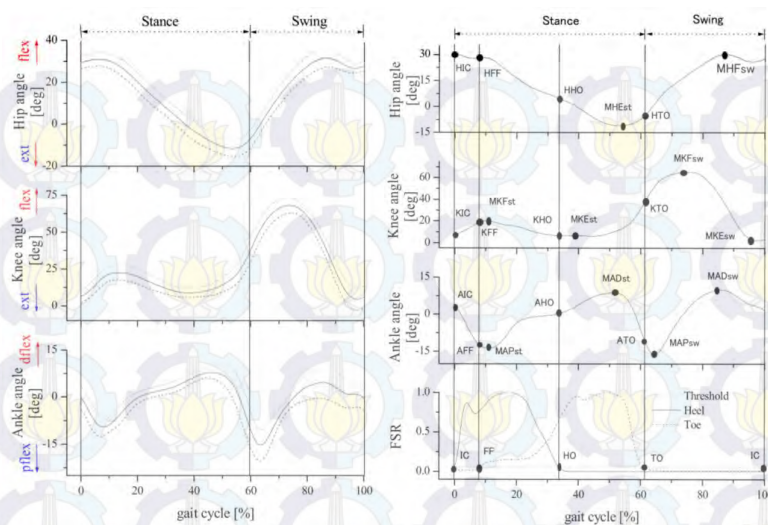 Stance Swing
flex
Hip angle
[deg]
ext
40
20
0
-20
flex
Knee angle
[deg]
ext
75
50
25
0
dflex
Ankle angle
[deg]
pflex
15
0
-15
0 20 40 60 80 100
gait cycle [%]
Stance Swing
Hip angle
[deg]
30
15
0
-15
HIC HFF HHO MHEst HTO MHFsw
Knee angle
[deg]
60
40
20
0
KIC KFF MKFst KHO MKEst KTO MKFsw MKEsw
Ankle angle
[deg]
15
0
-15
AIC AFF MAPst AHO MADst ATO MAPsw MADsw
FSR
1.0
0.5
0.0
Threshold
Heel
Toe
IC FF HO TO IC
0 20 40 60 80 100
gait cycle [%]